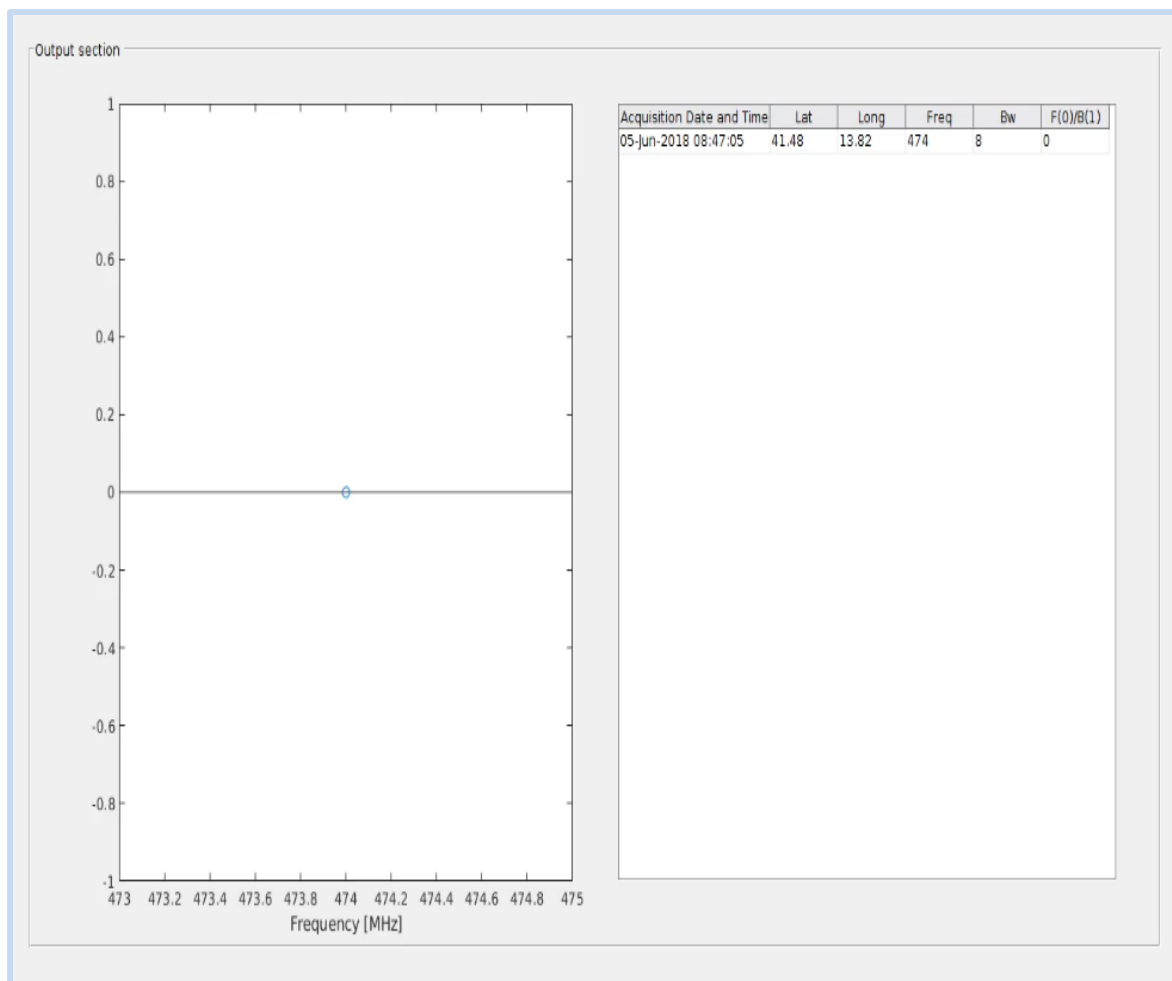 Output section
1
0.8
0.6
0.4
0.2
0
-0.2
-0.4
-0.6
-0.8
-1
473 473.2 473.4 473.6 473.8 474 474.2 474.4 474.6 474.8 475
Frequency [MHz]
Acquisition Date and Time Lat Long Freq Bw F(0)/B(1)
05-Jun-2018 08:47:05 41.48 13.82 474 8 0